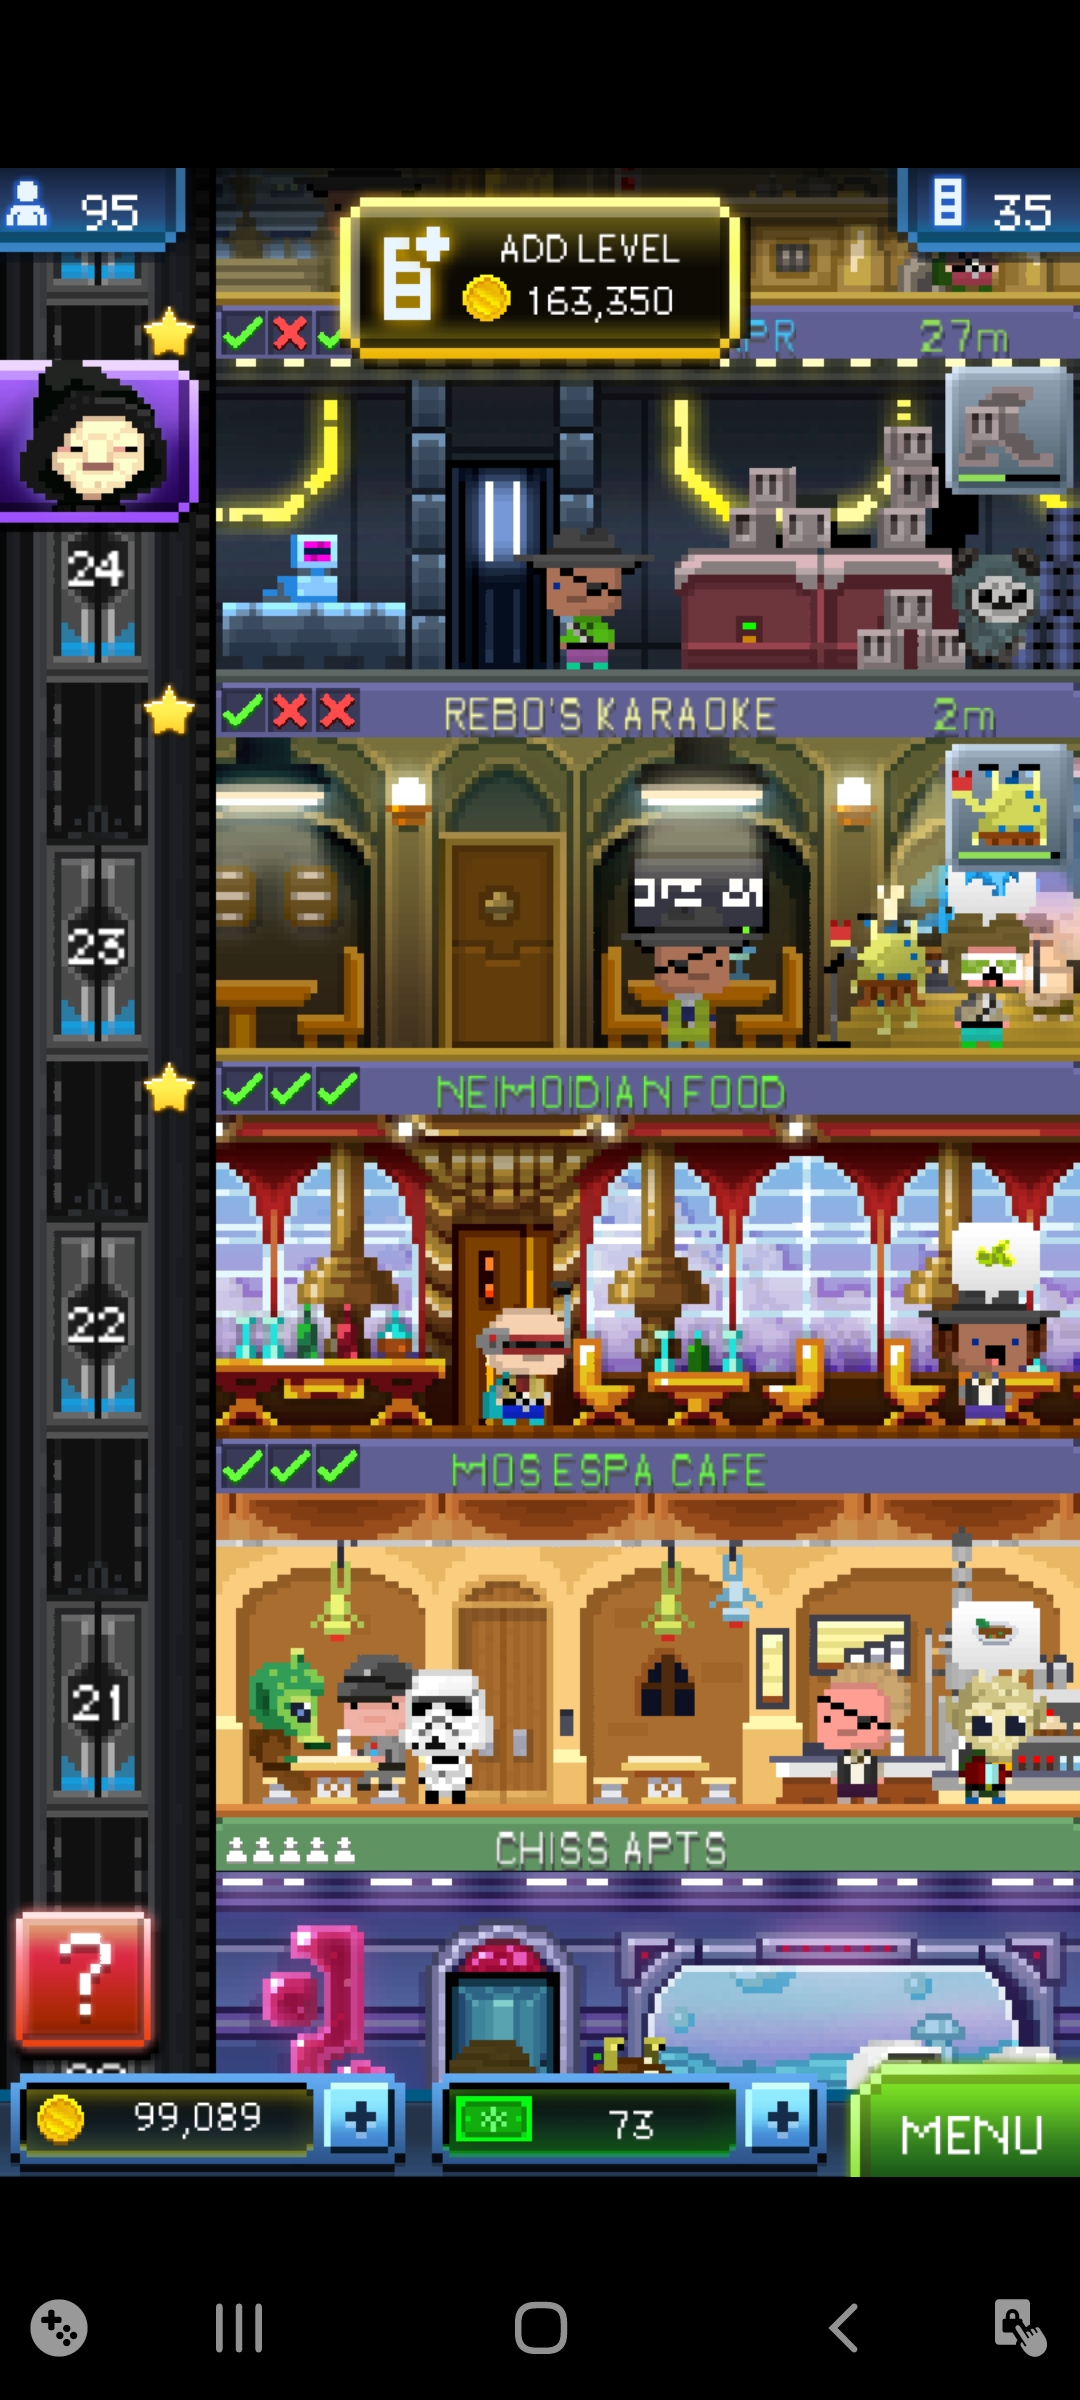 95
35
ADD LEVEL
163,350
PR
27m
24
REBO'S KARAOKE
2m
23
NEIMOIDIAN FOOD
22
MOS ESPA CAFE
21
CHISS APTS
?
99,089
73
MENU